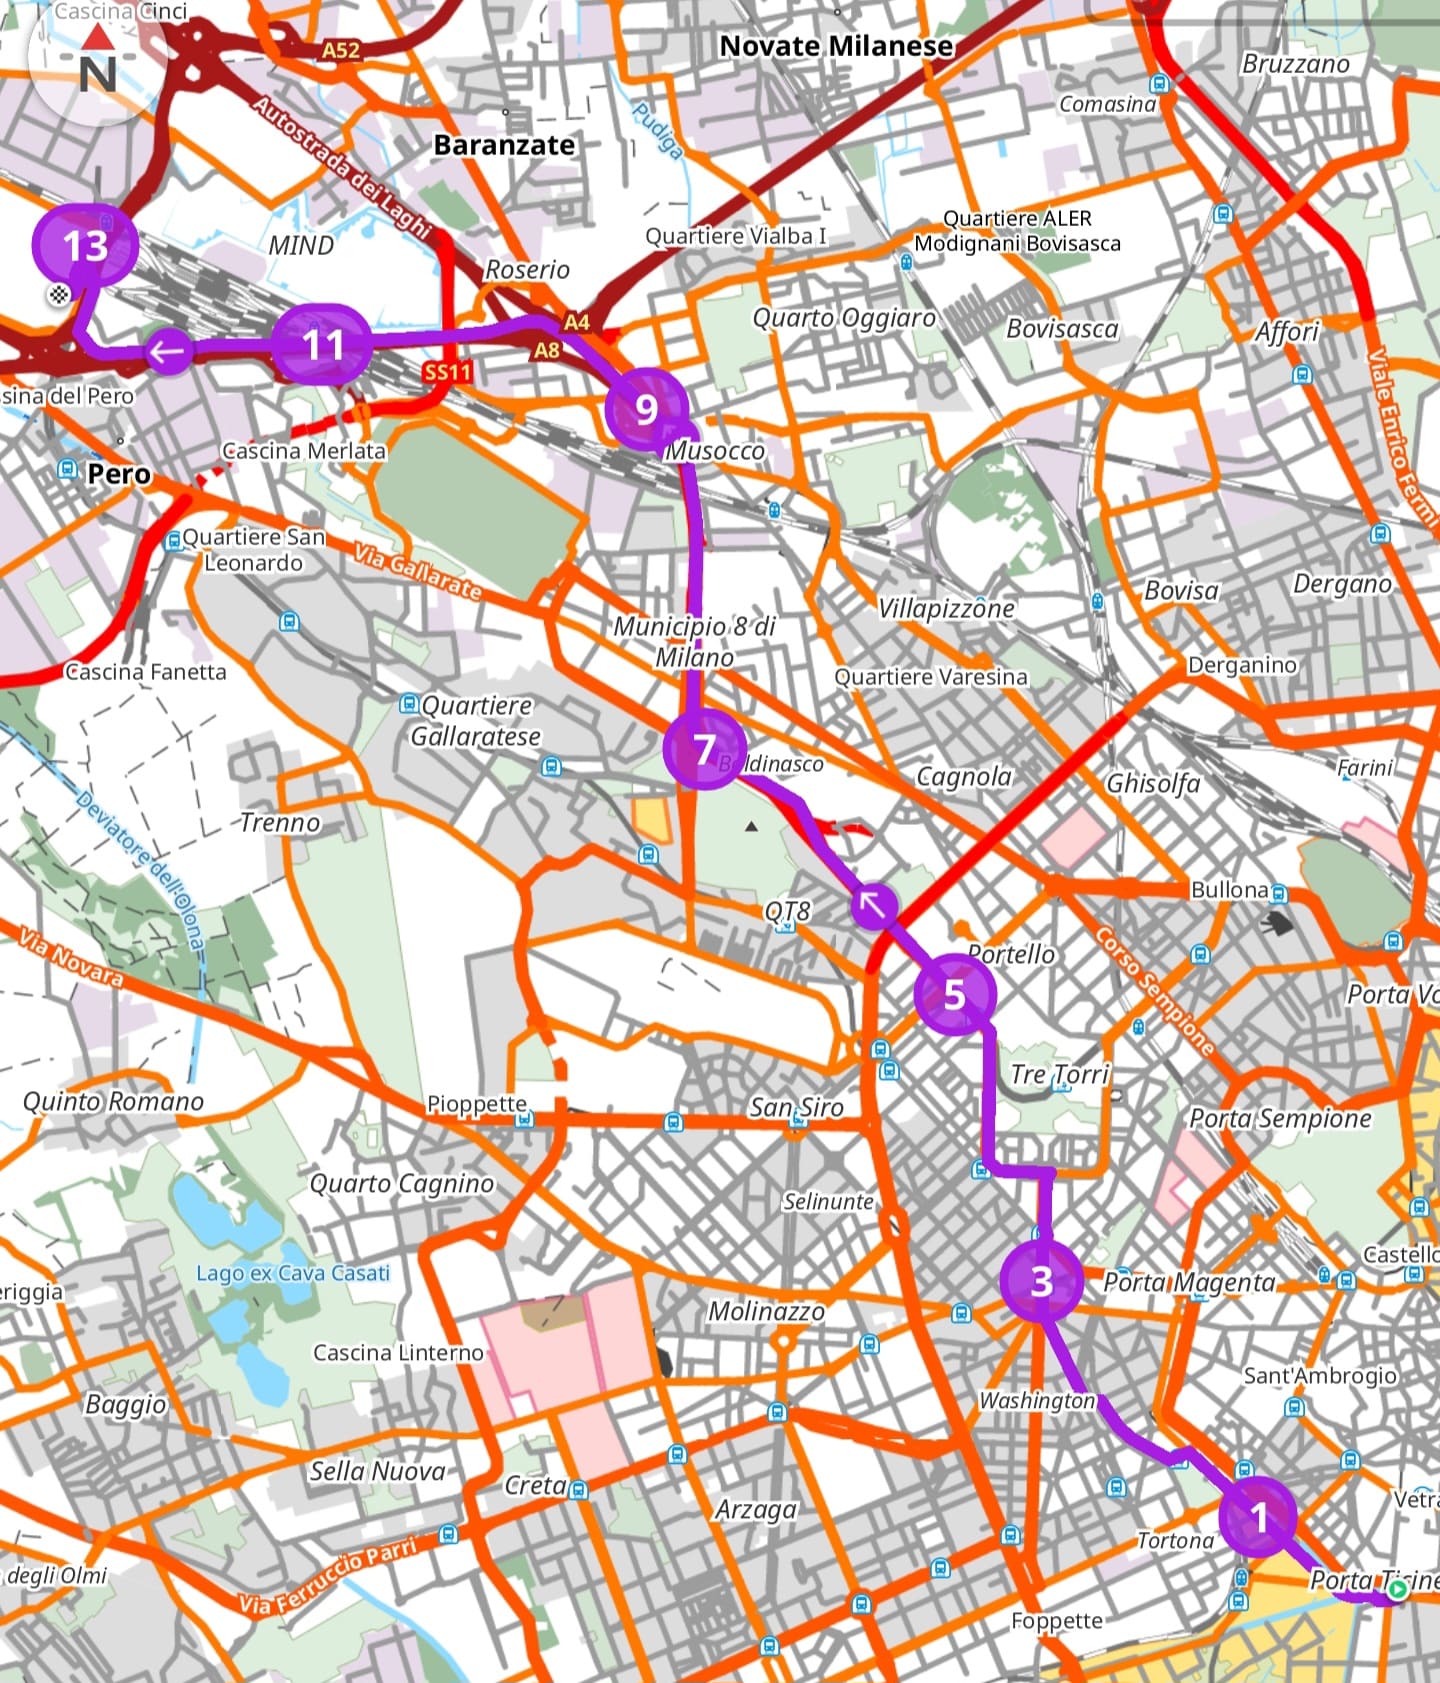 Cascina Cinci
N
A52
Novate Milanese
Bruzzano
Comasina
Autostrada dei Laghi
Baranzate
Pudiga
13
MIND
Quartiere Vialba I
Quartiere ALER
Modignani Bovisasca
Roserio
11
A4
A8
SS11
Quarto Oggiaro
Bovisasca
Affori
Viale Enrico Fermi
sina del Pero
9
Musocco
Cascina Merlata
Pero
Quartiere San
Leonardo
Via Gallarate
Villapizzone
Bovisa
Dergano
Municipio 8 di
Milano
Cascina Fanetta
Quartiere Varesina
Derganino
Quartiere
Gallaratese
7
ldinasco
Cagnola
Ghisolfa
Farini
Trenno
Deviatore dell'Olona
QT8
Bullona
Via Novara
Portello
Corso Sempione
5
Porta Vo
Tre Torri
Quinto Romano
Pioppette
San Siro
Porta Sempione
Quarto Cagnino
Selinunte
Castello
Lago ex Cava Casati
eriggia
3
Porta Magenta
Molinazzo
Cascina Linterno
Sant'Ambrogio
Baggio
Washington
Sella Nuova
Creta
Arzaga
1
Vetra
Tortona
degli Olmi
Via Ferruccio Parri
Porta Ticine
Foppette